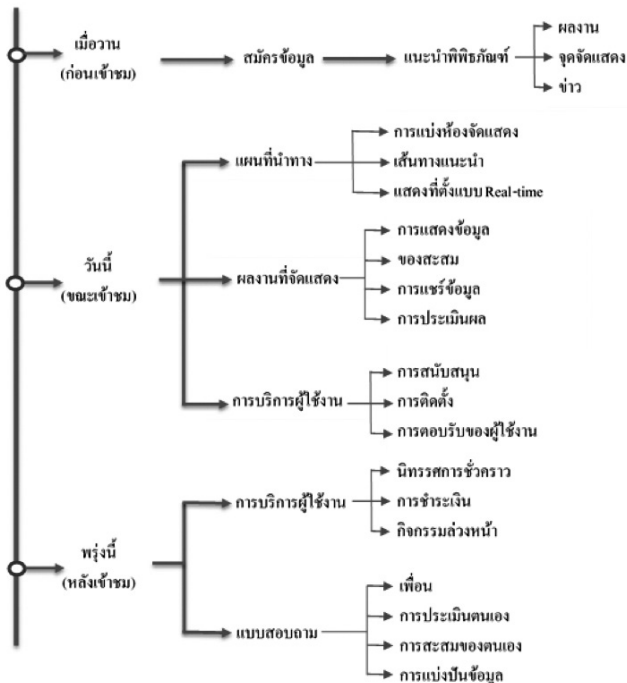 เมื่อวาน
(ก่อนเข้าชม)
สมัครข้อมูล
แนะนำพิพิธภัณฑ์
ผลงาน
จุดจัดแสดง
ข่าว
วันนี้
(ขณะเข้าชม)
แผนที่นำทาง
การแบ่งห้องจัดแสดง
เส้นทางแนะนำ
แสดงที่ตั้งแบบ Real-time
ผลงานที่จัดแสดง
การแสดงข้อมูล
ของสะสม
การแชร์ข้อมูล
การประเมินผล
การบริการผู้ใช้งาน
การสนับสนุน
การติดตั้ง
การตอบรับของผู้ใช้งาน
พรุ่งนี้
(หลังเข้าชม)
การบริการผู้ใช้งาน
นิทรรศการชั่วคราว
การชำระเงิน
กิจกรรมล่วงหน้า
แบบสอบถาม
เพื่อน
การประเมินตนเอง
การสะสมของตนเอง
การแบ่งปันข้อมูล